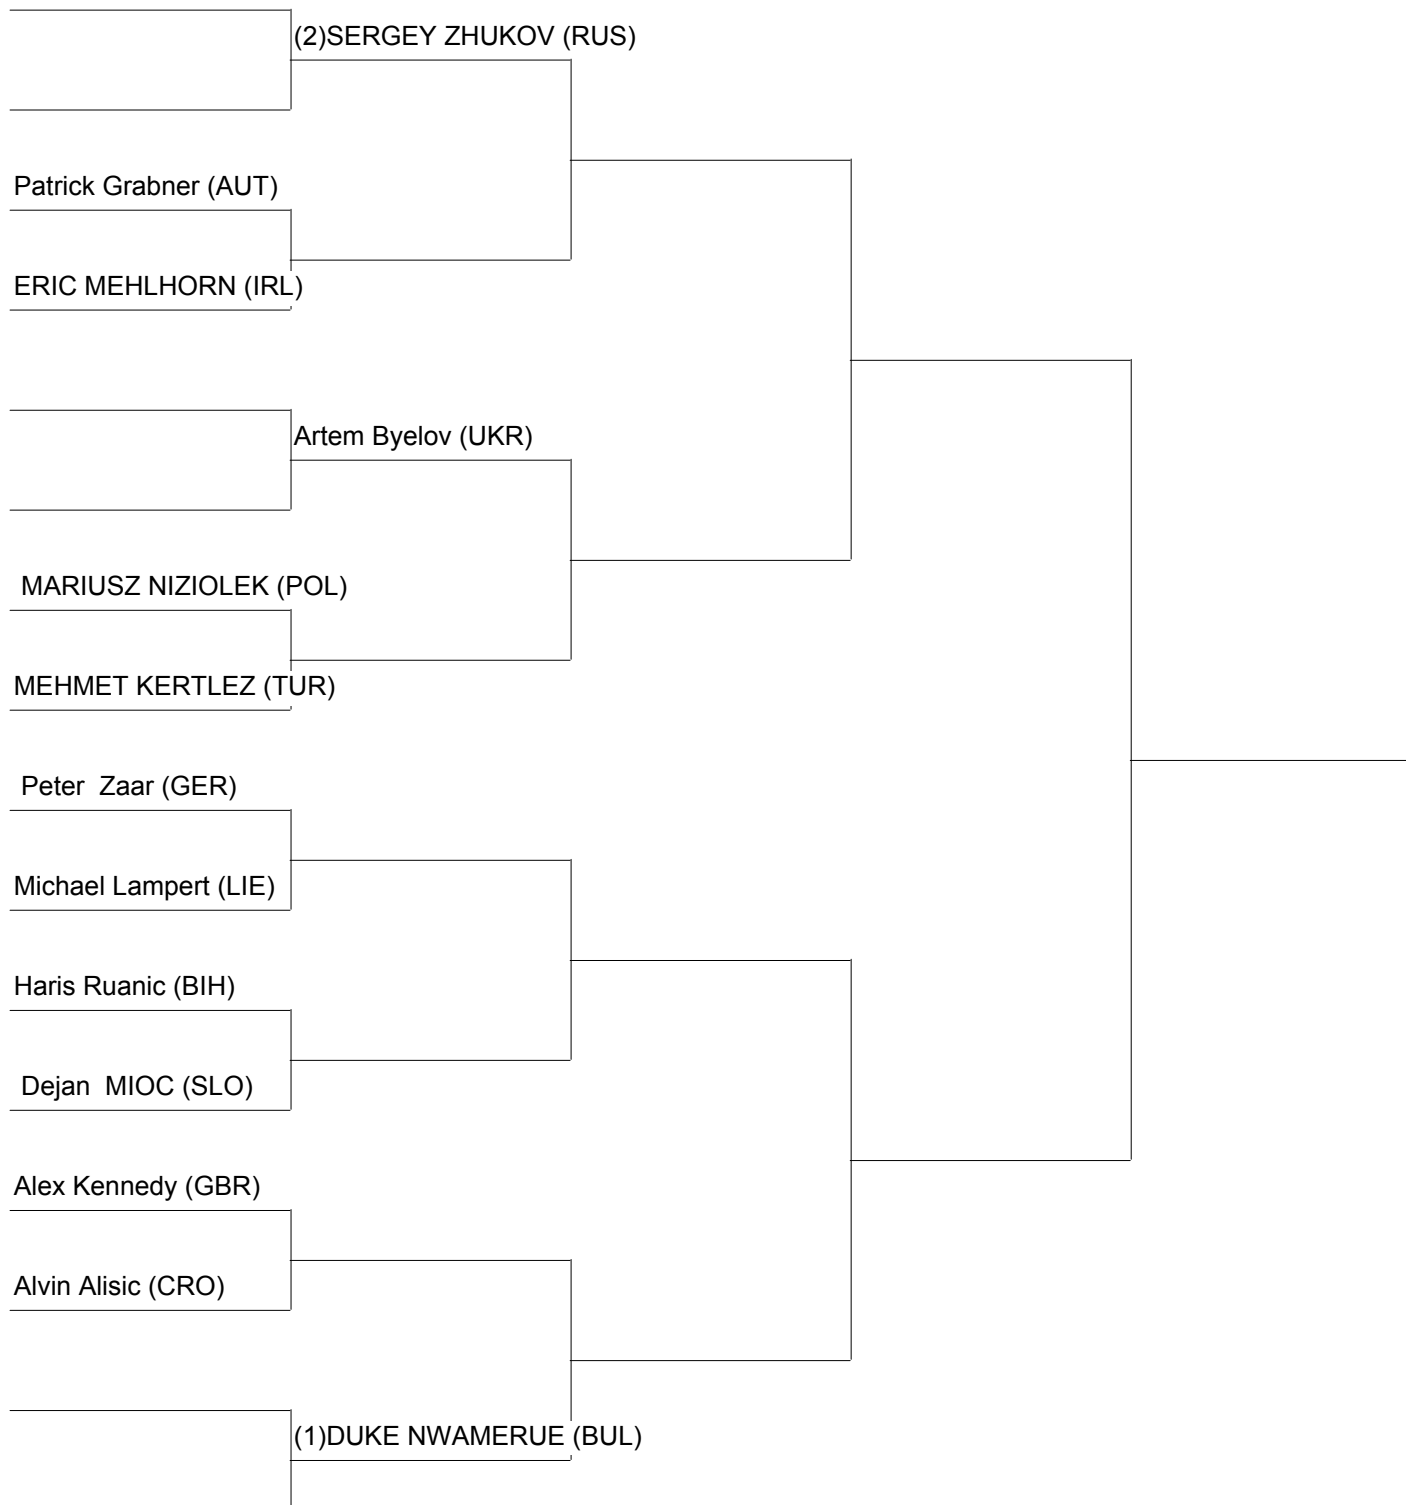 (2)SERGEY ZHUKOV (RUS)
Patrick Grabner (AUT)
ERIC MEHLHORN (IRL)
Artem Byelov (UKR)
MARIUSZ NIZIOLEK (POL)
MEHMET KERTLEZ (TUR)
Peter  Zaar (GER)
Michael Lampert (LIE)
Haris Ruanic (BIH)
Dejan  MIOC (SLO)
Alex Kennedy (GBR)
Alvin Alisic (CRO)
(1)DUKE NWAMERUE (BUL)